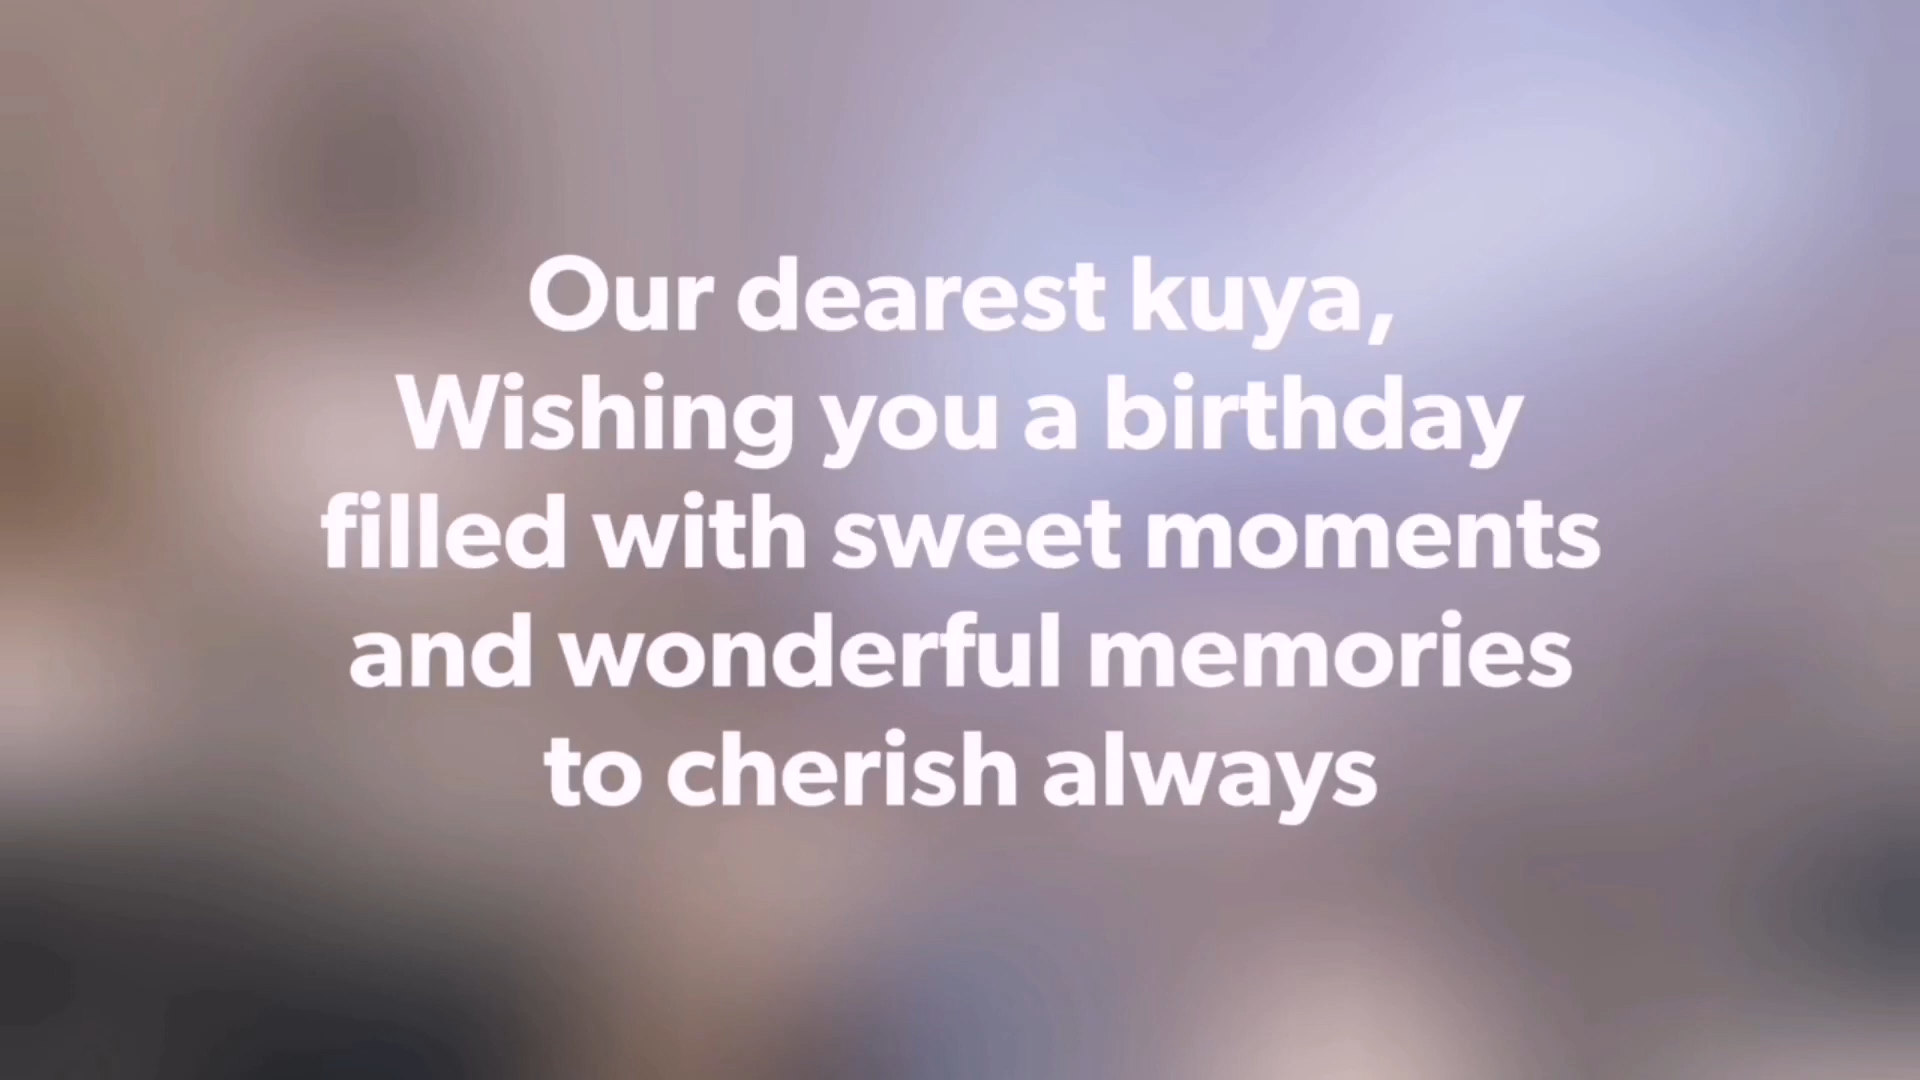 Our dearest kuya,
Wishing you a birthday
filled with sweet moments
and wonderful memories
to cherish always